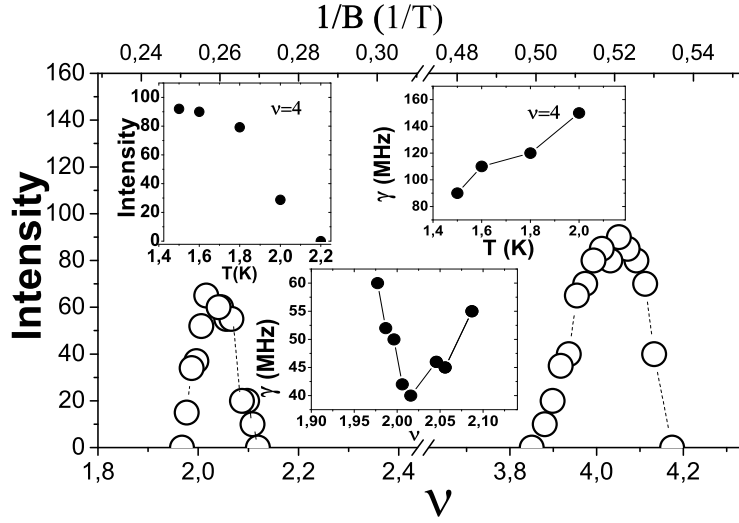 1/B (1/T)
0,24 0,26 0,28 0,30 0,48 0,50 0,52 0,54
160
140
120
100
80
60
40
20
0
Intensity
100
80
60
40
20
0
Intensity
ν=4
1,4 1,6 1,8 2,0 2,2
T(K)
160
140
120
100
80
γ (MHz)
ν=4
1,4 1,6 1,8 2,0
T (K)
60
55
50
45
40
γ (MHz)
1,90 1,95 2,00 2,05 2,10
ν
1,8 2,0 2,2 2,4 3,8 4,0 4,2
ν